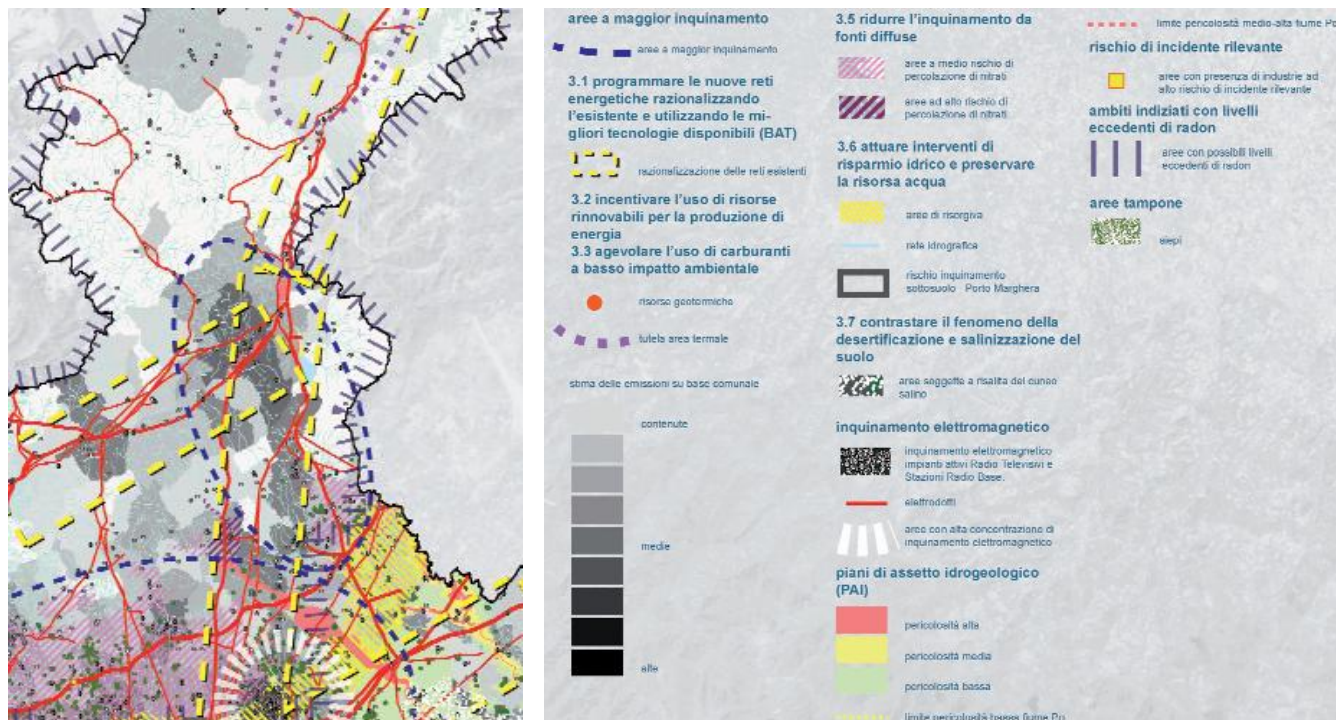 aree a maggior inquinamento
aree a maggior inquinamento
3.1 programmare le nuove reti
energetiche razionalizzando
l'esistente e utilizzando le mi-
gliori tecnologie disponibili (BAT)
razionalizzazione delle reti esistenti
3.2 incentivare l'uso di risorse
rinnovabili per la produzione di
energia
3.3 agevolare l'uso di carburanti
a basso impatto ambientale
risorse geotermiche
tutela area termale
stima delle emissioni su base comunale
contenute
medie
alte
3.5 ridurre l'inquinamento da
fonti diffuse
aree a medio rischio di
percolazione di nitrati
aree ad alto rischio di
percolazione di nitrati
3.6 attuare interventi di
risparmio idrico e preservare
la risorsa acqua
aree di risorgiva
rete idrografica
rischio inquinamento
sottosuolo Porto Marghera
3.7 contrastare il fenomeno della
desertificazione e salinizzazione del
suolo
aree soggette a risalita del cuneo
salino
inquinamento elettromagnetico
inquinamento elettromagnetico
impianti attivi Radio Televisivi e
Stazioni Radio Base.
elettrodotti
aree con alta concentrazione di
inquinamento elettromagnetico
piani di assetto idrogeologico
(PAI)
pericolosità alta
pericolosità media
pericolosità bassa
limite pericolosità bassa fiume Po
limite pericolosità medio-alta fiume Po
rischio di incidente rilevante
aree con presenza di industrie ad
alto rischio di incidente rilevante
ambiti indiziati con livelli
eccedenti di radon
aree con possibili livelli
eccedenti di radon
aree tampone
siepi